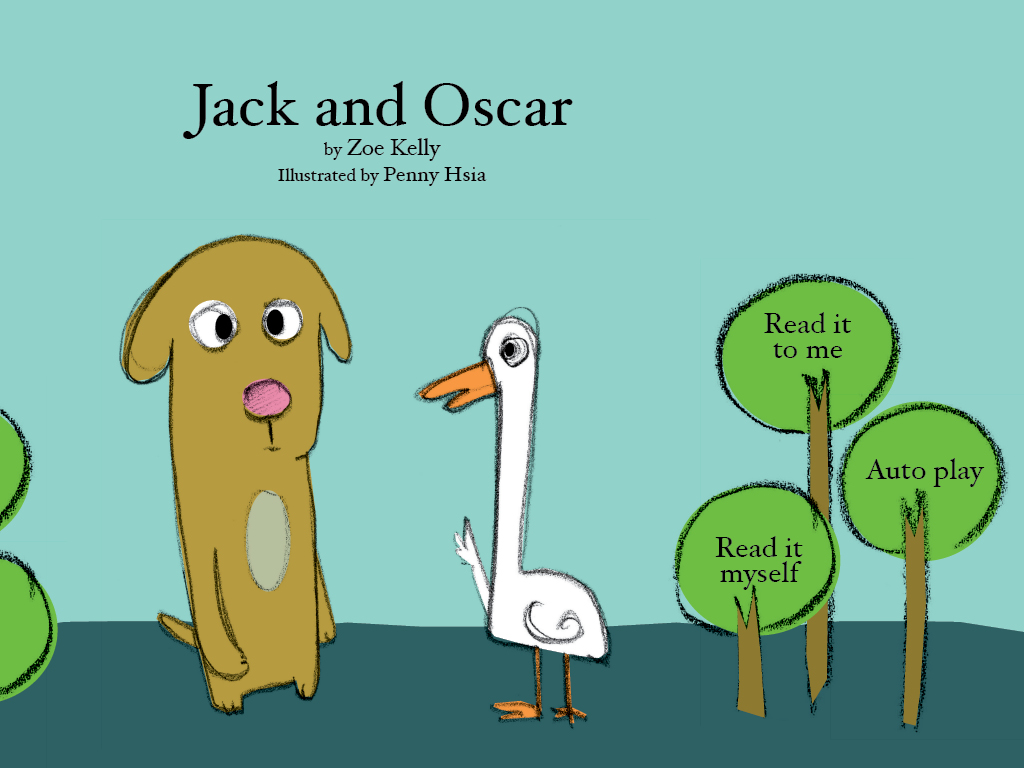 Jack and Oscar
by Zoe Kelly
Illustrated by Penny Hsia
Read it
to me
Auto play
Read it
myself